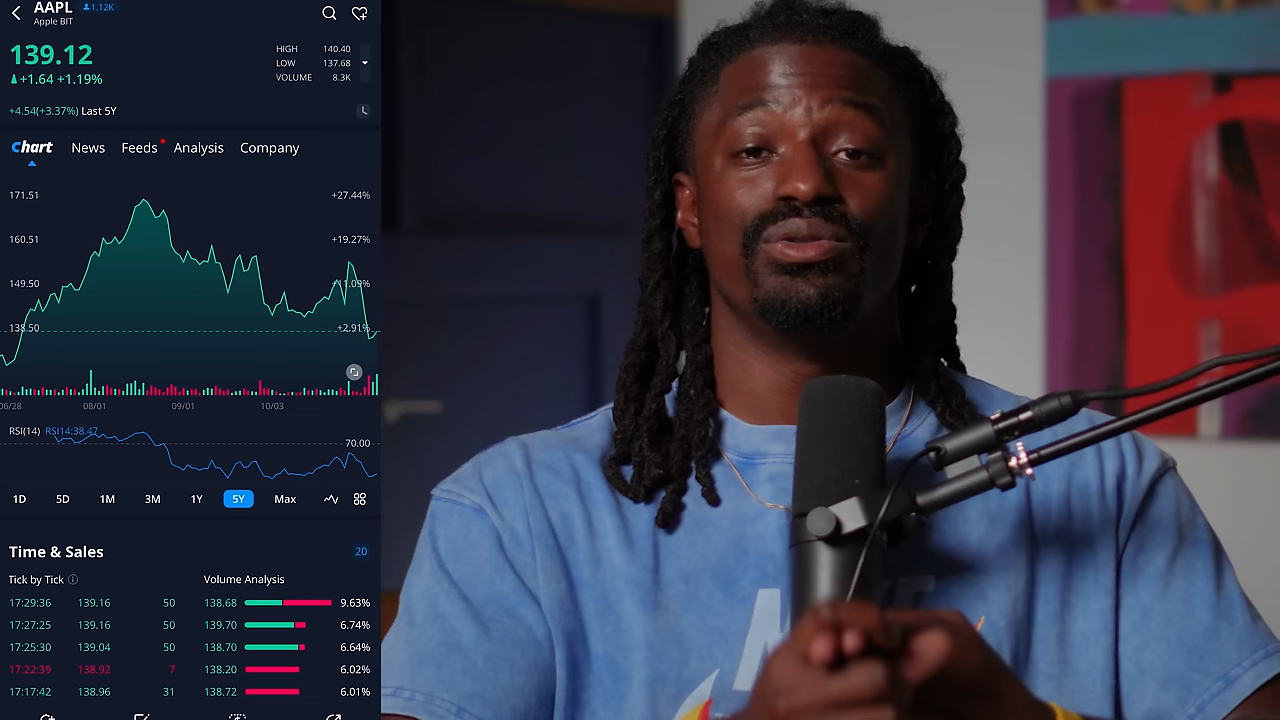 AAPL 1.12K
Apple BIT
139.12
+1.64 +1.19%
HIGH 140.40
LOW 137.68
VOLUME 8.3K
+4.54(+3.37%) Last 5Y
Chart News Feeds Analysis Company
171.51 +27.44%
160.51 +19.27%
149.50 +11.09%
138.50 +2.91%
06/28 08/01 09/01 10/03
RSI(14) RSI14:38.47
70.00
1D 5D 1M 3M 1Y 5Y Max
Time & Sales 20
Tick by Tick Volume Analysis
17:29:36 139.16 50 138.68 9.63%
17:27:25 139.16 50 139.70 6.74%
17:25:30 139.04 50 138.70 6.64%
17:22:39 138.92 7 138.20 6.02%
17:17:42 138.96 31 138.72 6.01%